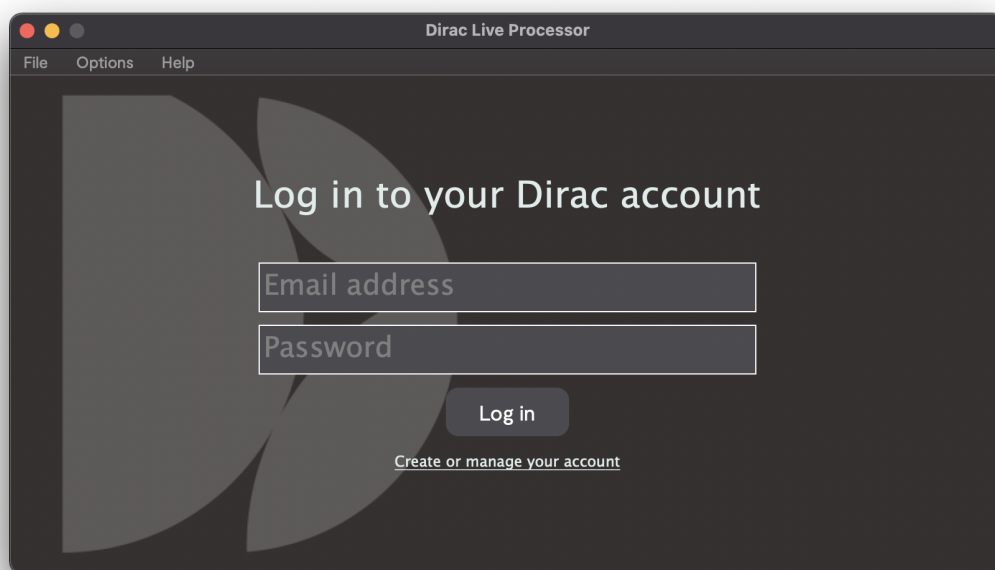 Dirac Live Processor
File Options Help
Log in to your Dirac account
Email address
Password
Log in
Create or manage your account